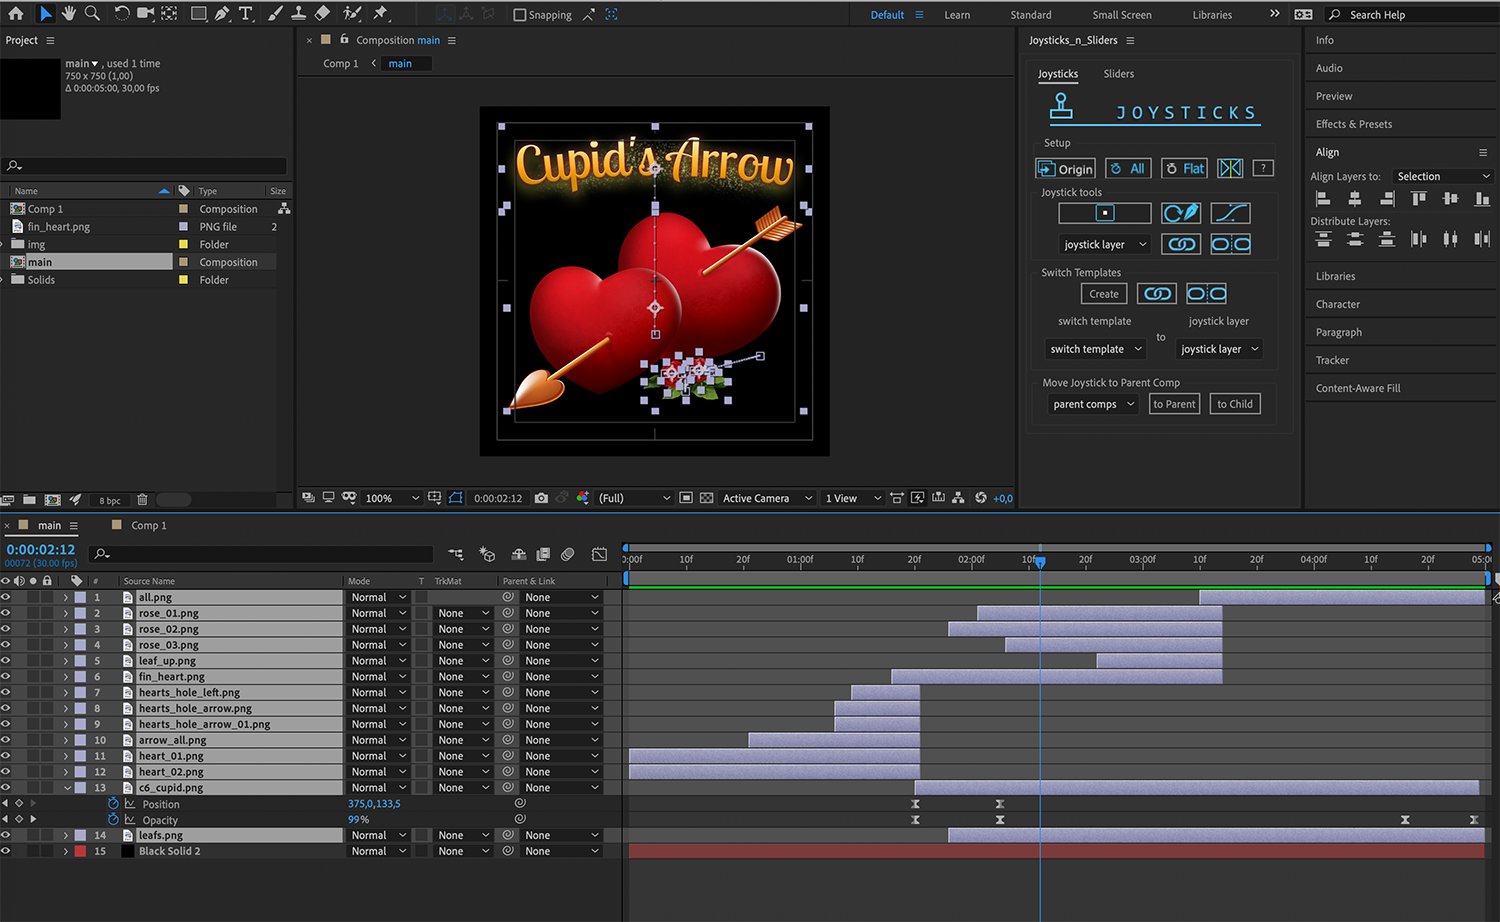 Snapping
Default
Learn
Standard
Small Screen
Libraries
Search Help
Project
main , used 1 time
750 x 750 (1,00)
Δ 0:00:05:00, 30,00 fps
Name Type Size
Comp 1 Composition
fin_heart.png PNG file 2
img Folder
main Composition
Solids Folder
8 bpc
Composition main
Comp 1 main
Cupid's Arrow
100% 0:00:02:12 (Full) Active Camera 1 View +0,0
Joysticks_n_Sliders
Joysticks Sliders
JOYSTICKS
Setup
Origin All Flat ?
Joystick tools
joystick layer
Switch Templates
Create
switch template joystick layer
switch template to joystick layer
Move Joystick to Parent Comp
parent comps to Parent to Child
Info
Audio
Preview
Effects & Presets
Align
Align Layers to: Selection
Distribute Layers:
Libraries
Character
Paragraph
Tracker
Content-Aware Fill
main Comp 1
0:00:02:12
00072 (30.00 fps)
# Source Name Mode T TrkMat Parent & Link
:00f 10f 20f 01:00f 10f 20f 02:00f 10f 20f 03:00f 10f 20f 04:00f 10f 20f 05:00
1 all.png Normal None
2 rose_01.png Normal None None
3 rose_02.png Normal None None
4 rose_03.png Normal None None
5 leaf_up.png Normal None None
6 fin_heart.png Normal None None
7 hearts_hole_left.png Normal None None
8 hearts_hole_arrow.png Normal None None
9 hearts_hole_arrow_01.png Normal None None
10 arrow_all.png Normal None None
11 heart_01.png Normal None None
12 heart_02.png Normal None None
13 c6_cupid.png Normal None None
Position 375,0,133,5
Opacity 99%
14 leafs.png Normal None None
15 Black Solid 2 Normal None None